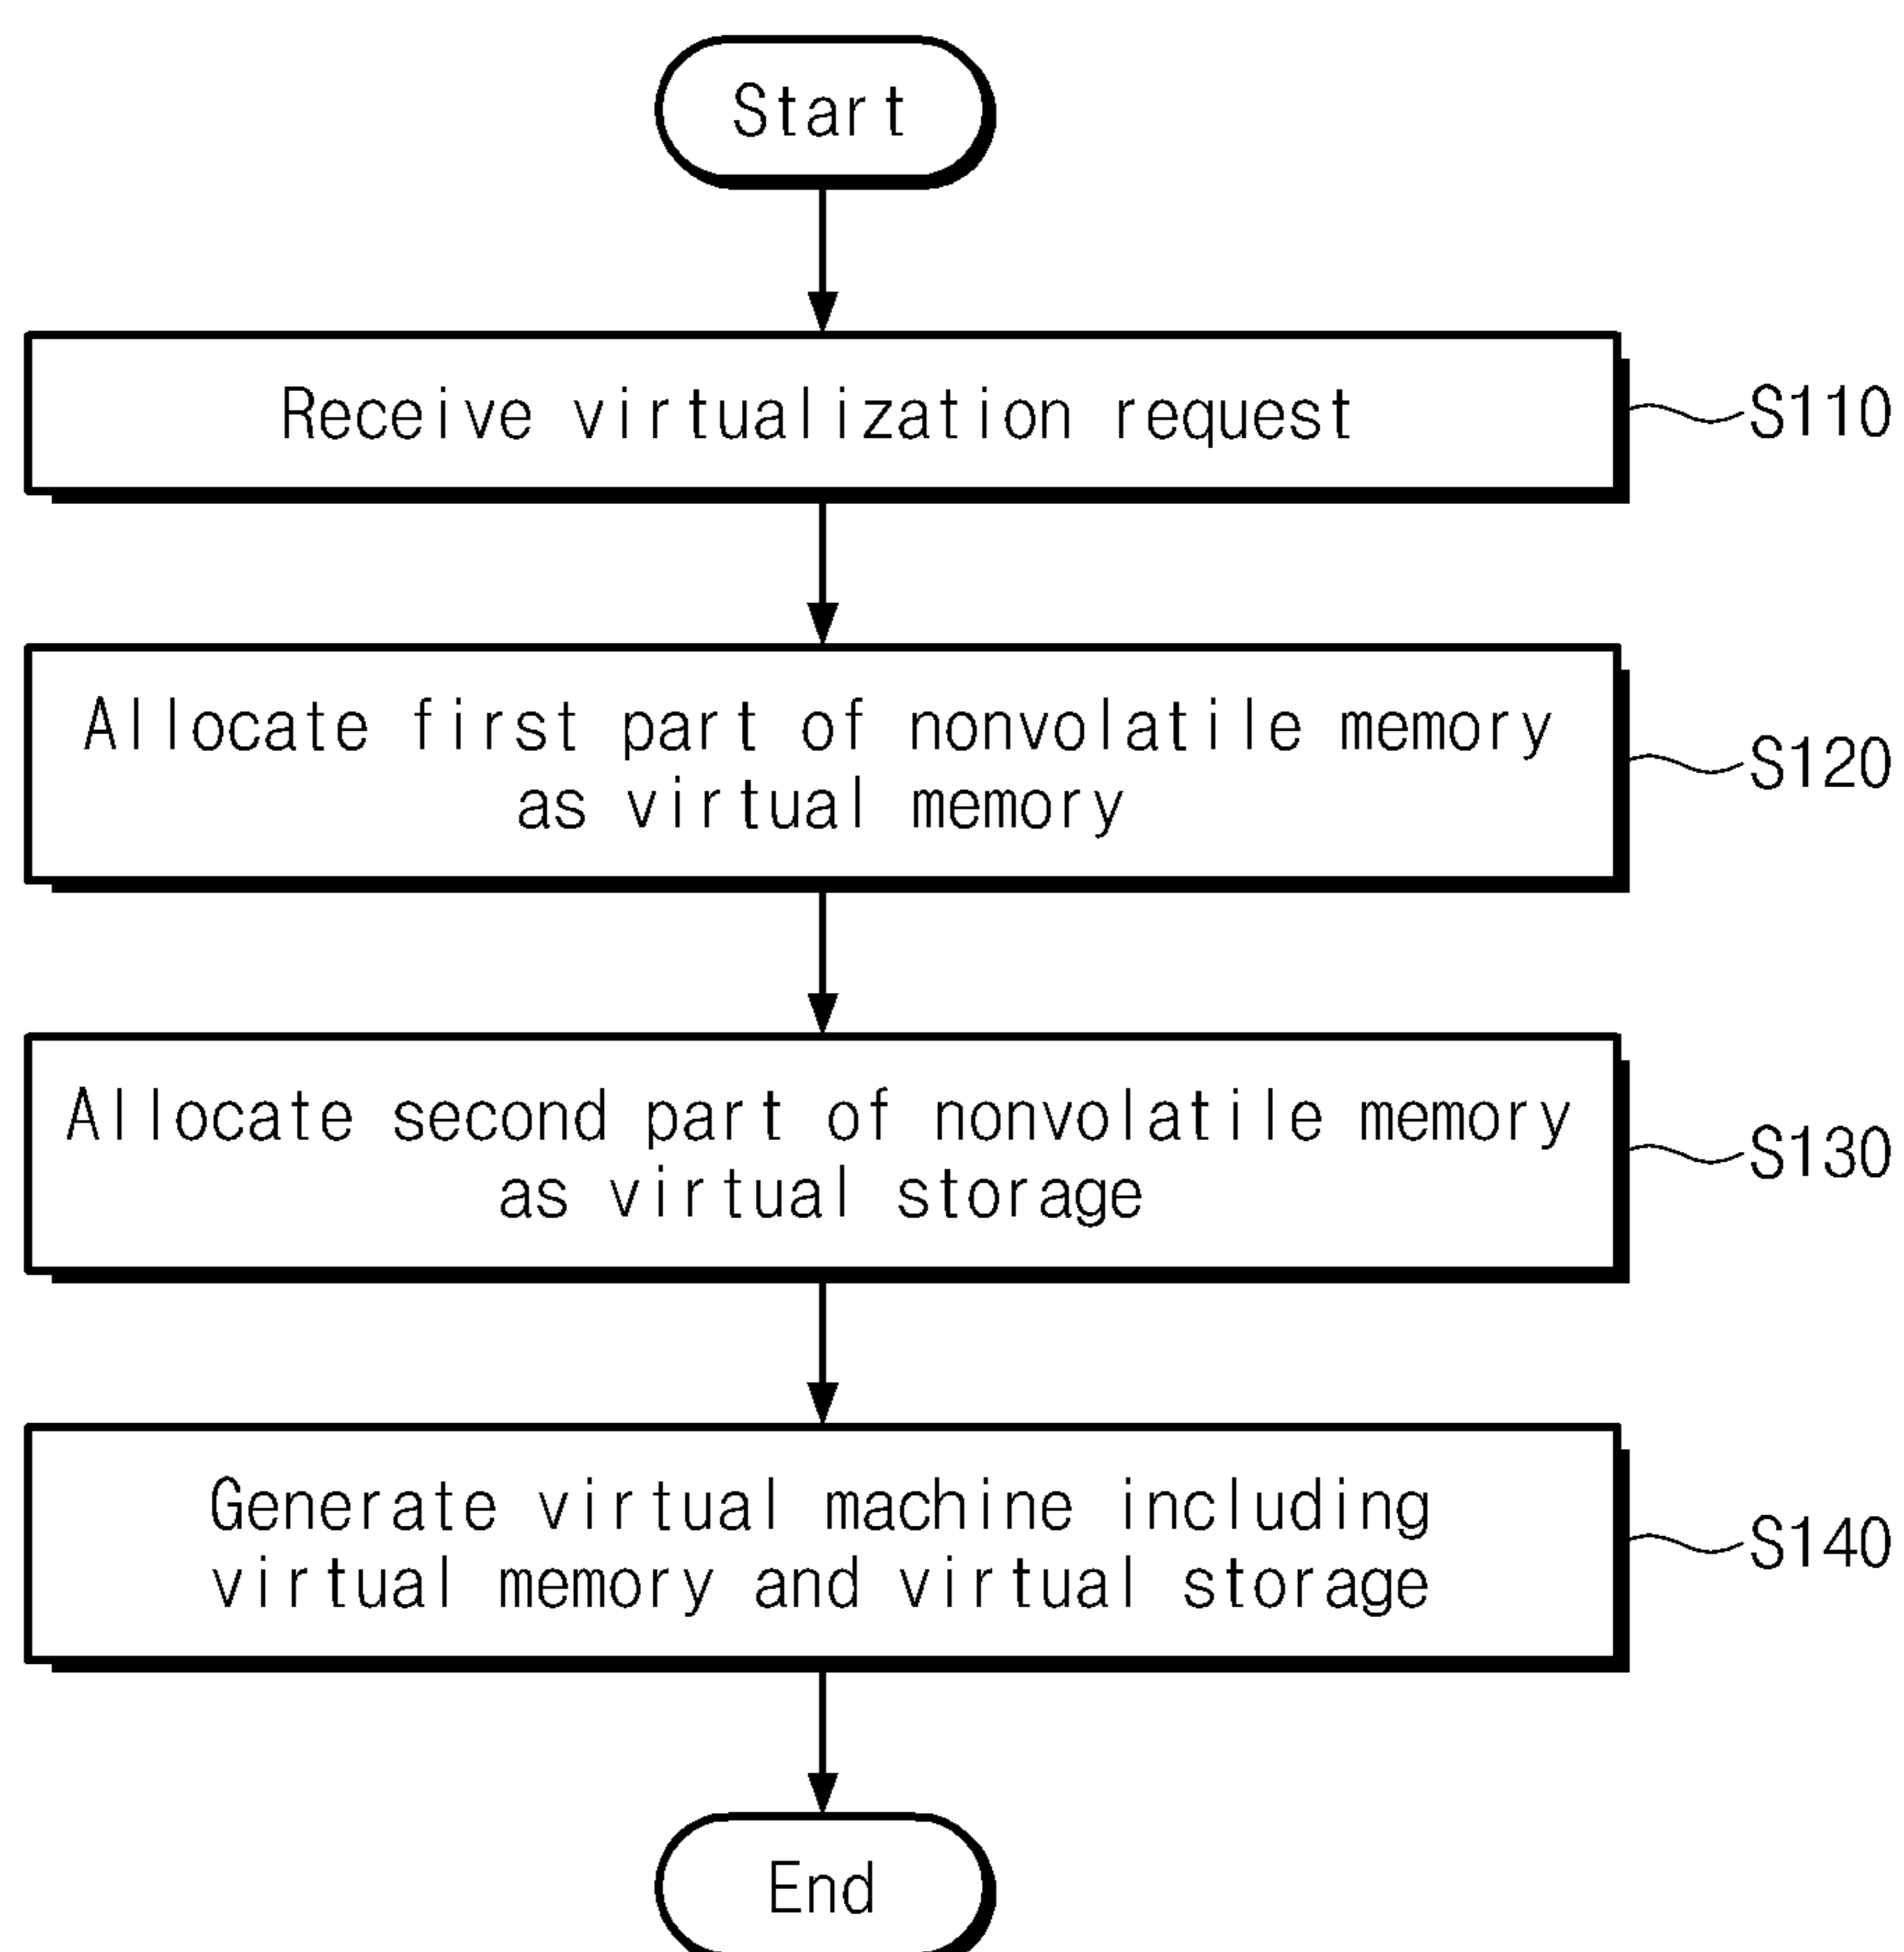 Start
Receive virtualization request
S110
Allocate first part of nonvolatile memory
as virtual memory
S120
Allocate second part of nonvolatile memory
as virtual storage
S130
Generate virtual machine including
virtual memory and virtual storage
S140
End